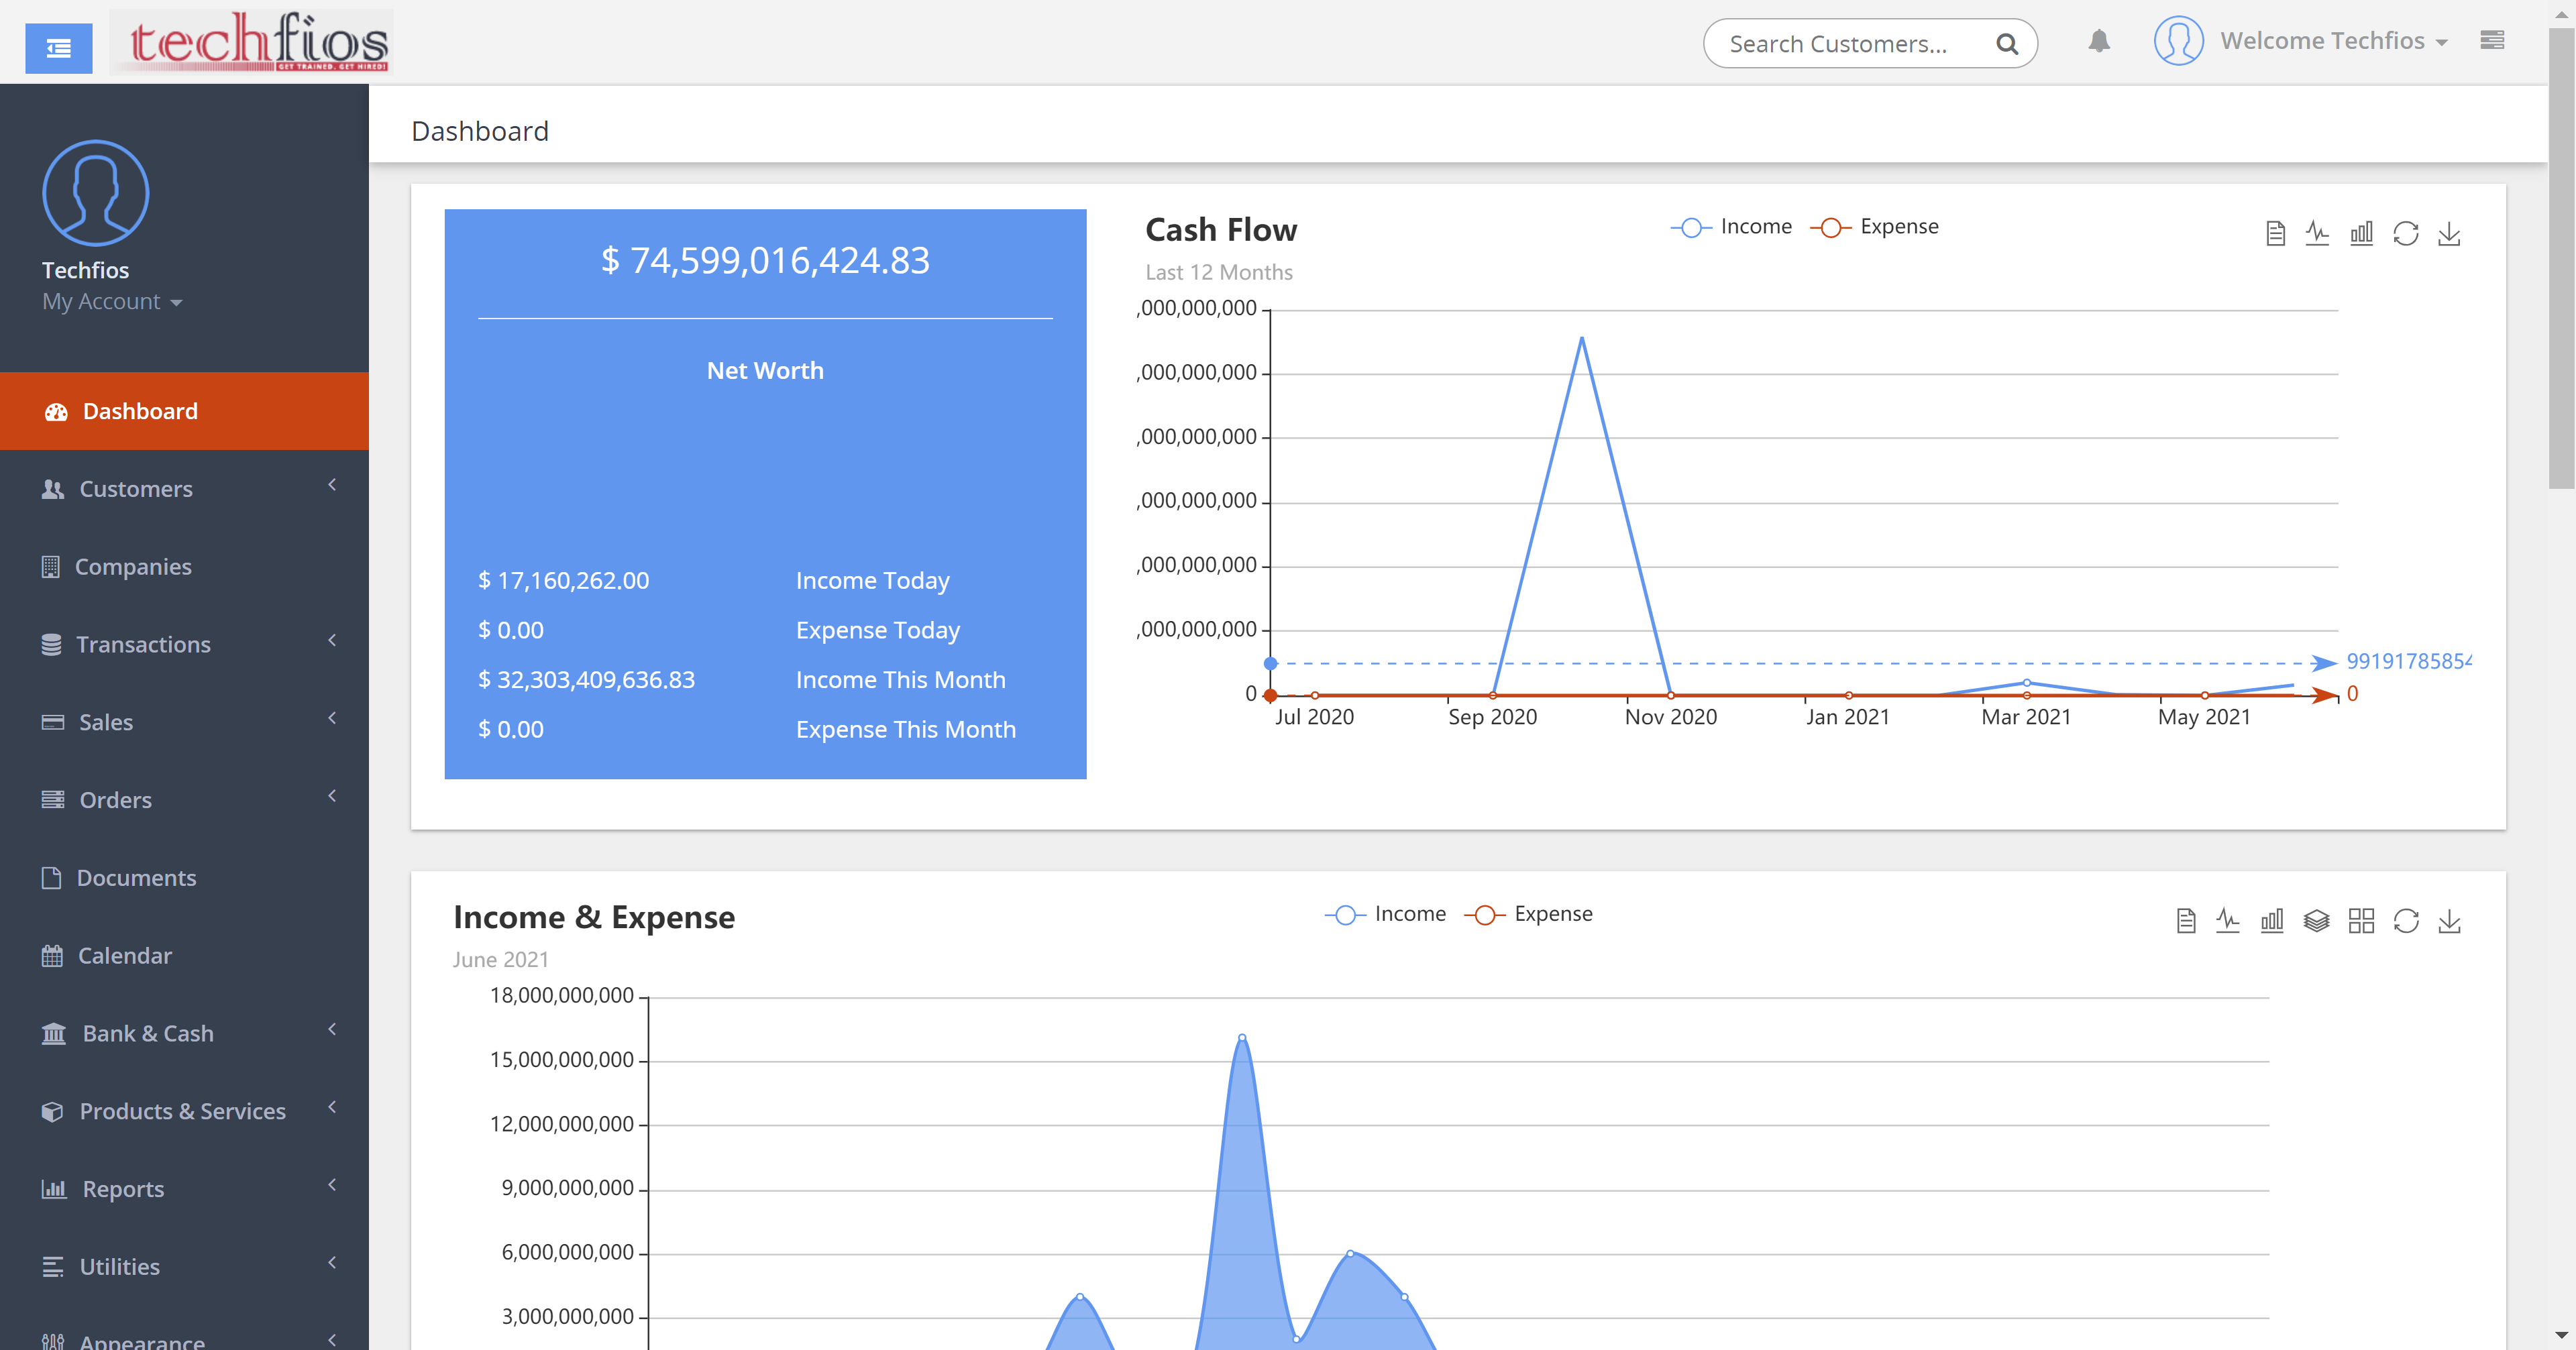 techfios
GET TRAINED. GET HIRED!
Search Customers...
Welcome Techfios
Techfios
My Account
Dashboard
Customers
Companies
Transactions
Sales
Orders
Documents
Calendar
Bank & Cash
Products & Services
Reports
Utilities
Appearance
Dashboard
$ 74,599,016,424.83
Net Worth
$ 17,160,262.00 Income Today
$ 0.00 Expense Today
$ 32,303,409,636.83 Income This Month
$ 0.00 Expense This Month
Cash Flow
Last 12 Months
Income Expense
,000,000,000
,000,000,000
,000,000,000
,000,000,000
,000,000,000
,000,000,000
0
99191785854
0
Jul 2020 Sep 2020 Nov 2020 Jan 2021 Mar 2021 May 2021
Income & Expense
June 2021
Income Expense
18,000,000,000
15,000,000,000
12,000,000,000
9,000,000,000
6,000,000,000
3,000,000,000